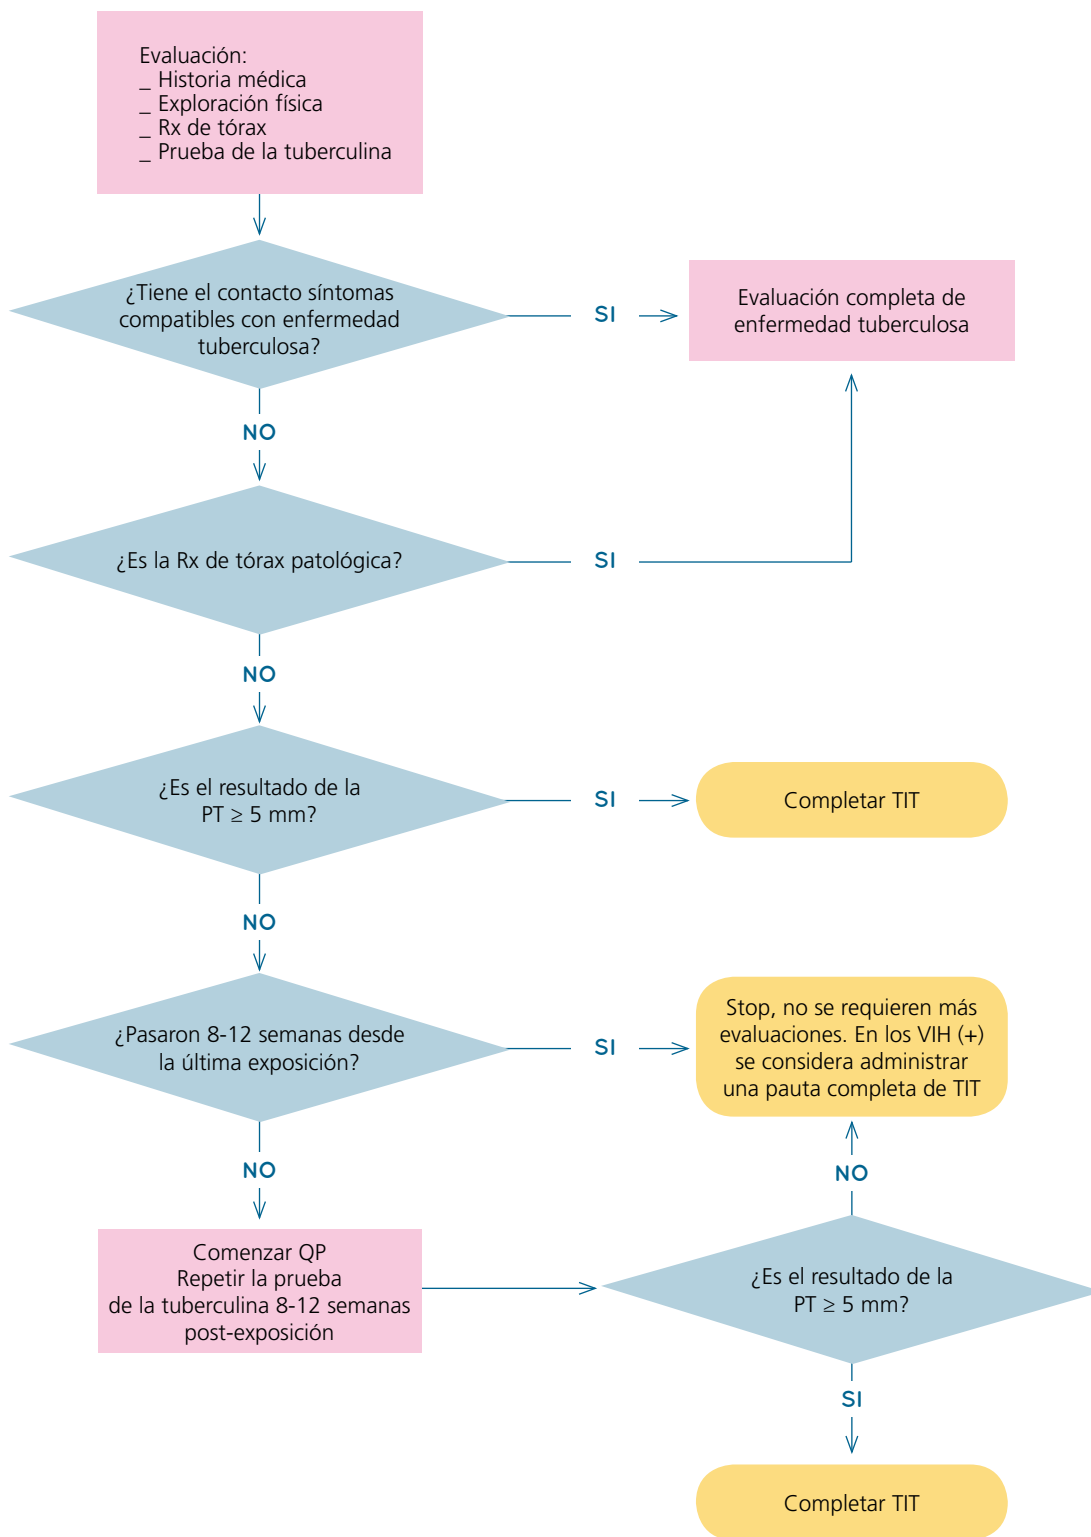 Evaluación:
_ Historia médica
_ Exploración física
_ Rx de tórax
_ Prueba de la tuberculina
¿Tiene el contacto síntomas
compatibles con enfermedad
tuberculosa?
SI
Evaluación completa de
enfermedad tuberculosa
NO
¿Es la Rx de tórax patológica?
SI
NO
¿Es el resultado de la
PT ≥ 5 mm?
SI
Completar TIT
NO
¿Pasaron 8-12 semanas desde
la última exposición?
SI
Stop, no se requieren más
evaluaciones. En los VIH (+)
se considera administrar
una pauta completa de TIT
NO
NO
Comenzar QP
Repetir la prueba
de la tuberculina 8-12 semanas
post-exposición
¿Es el resultado de la
PT ≥ 5 mm?
SI
Completar TIT